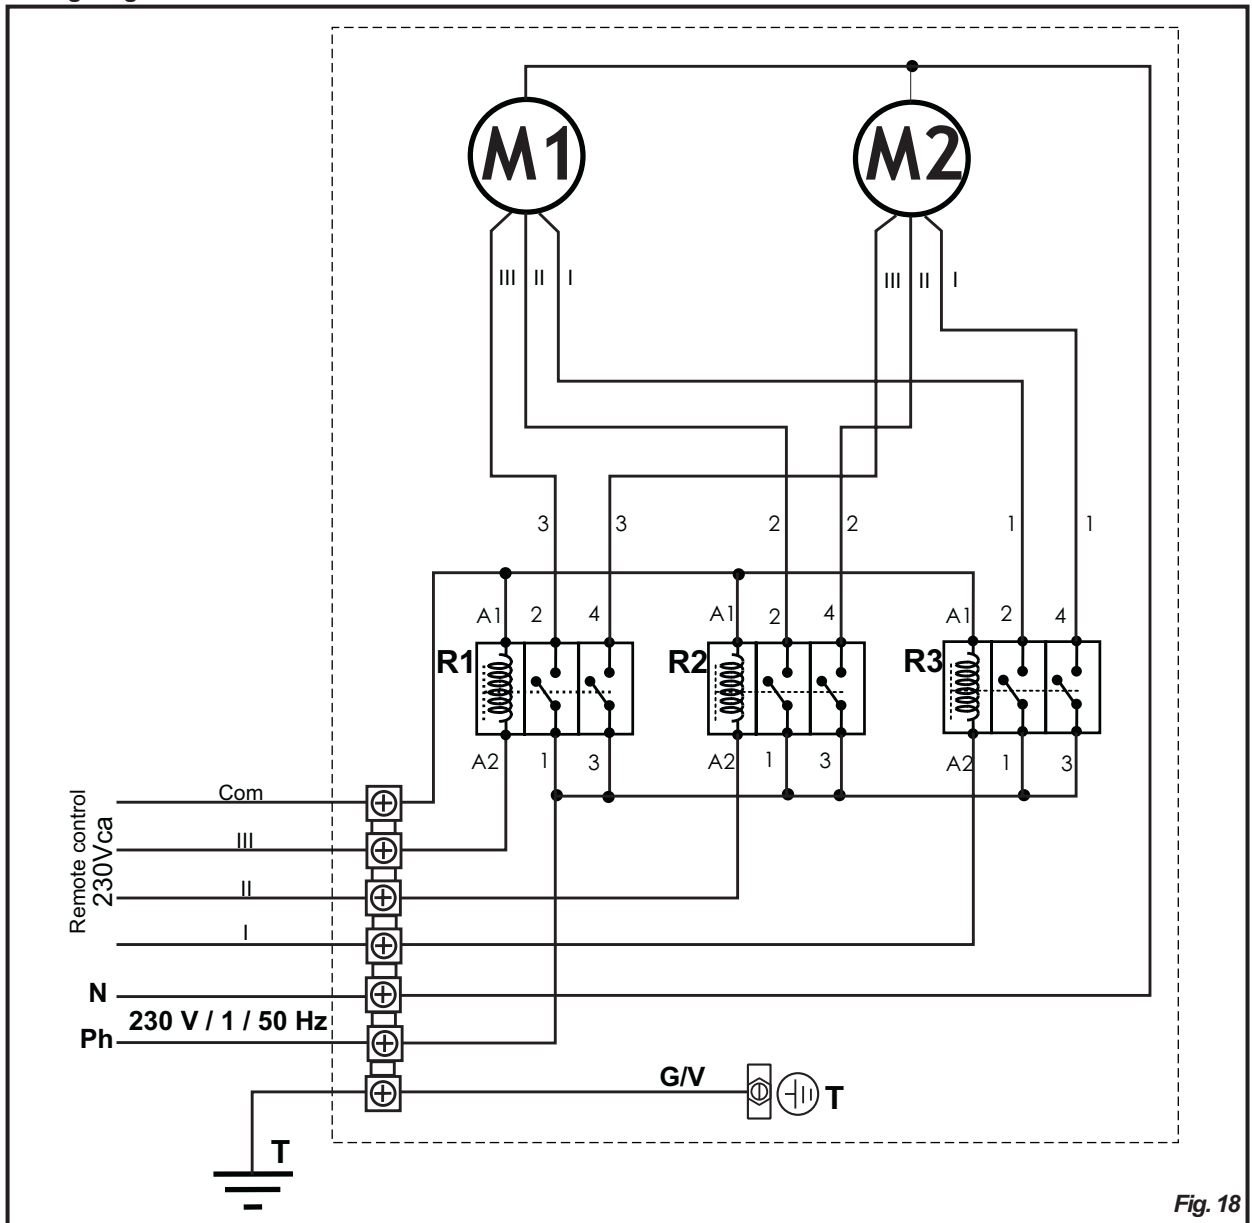 M1 M2
III II I III II I
3 3 2 2 1 1
A1 2 4 A1 2 4 A1 2 4
R1 R2 R3
A2 1 3 A2 1 3 A2 1 3
Remote control
230Vca
Com
III
II
I
N
230 V / 1 / 50 Hz
Ph
G/V T
T
Fig. 18